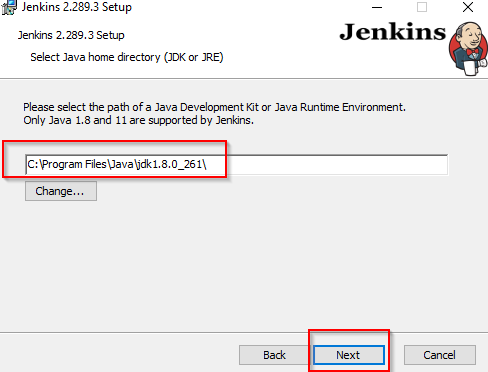 Jenkins 2.289.3 Setup
Jenkins 2.289.3 Setup
Jenkins
Select Java home directory (JDK or JRE)
Please select the path of a Java Development Kit or Java Runtime Environment.
Only Java 1.8 and 11 are supported by Jenkins.
C:\Program Files\Java\jdk1.8.0_261\
Change...
Back
Next
Cancel